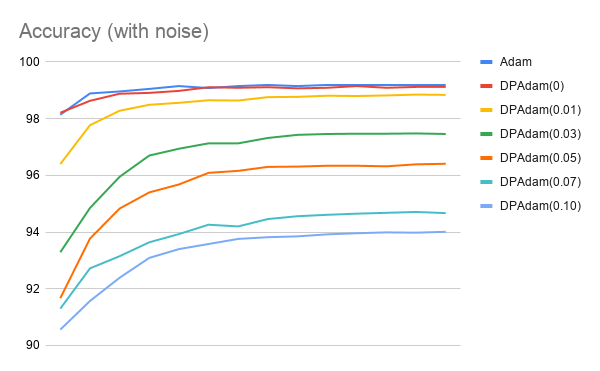 Accuracy (with noise)
100
98
96
94
92
90
Adam
DPAdam(0)
DPAdam(0.01)
DPAdam(0.03)
DPAdam(0.05)
DPAdam(0.07)
DPAdam(0.10)